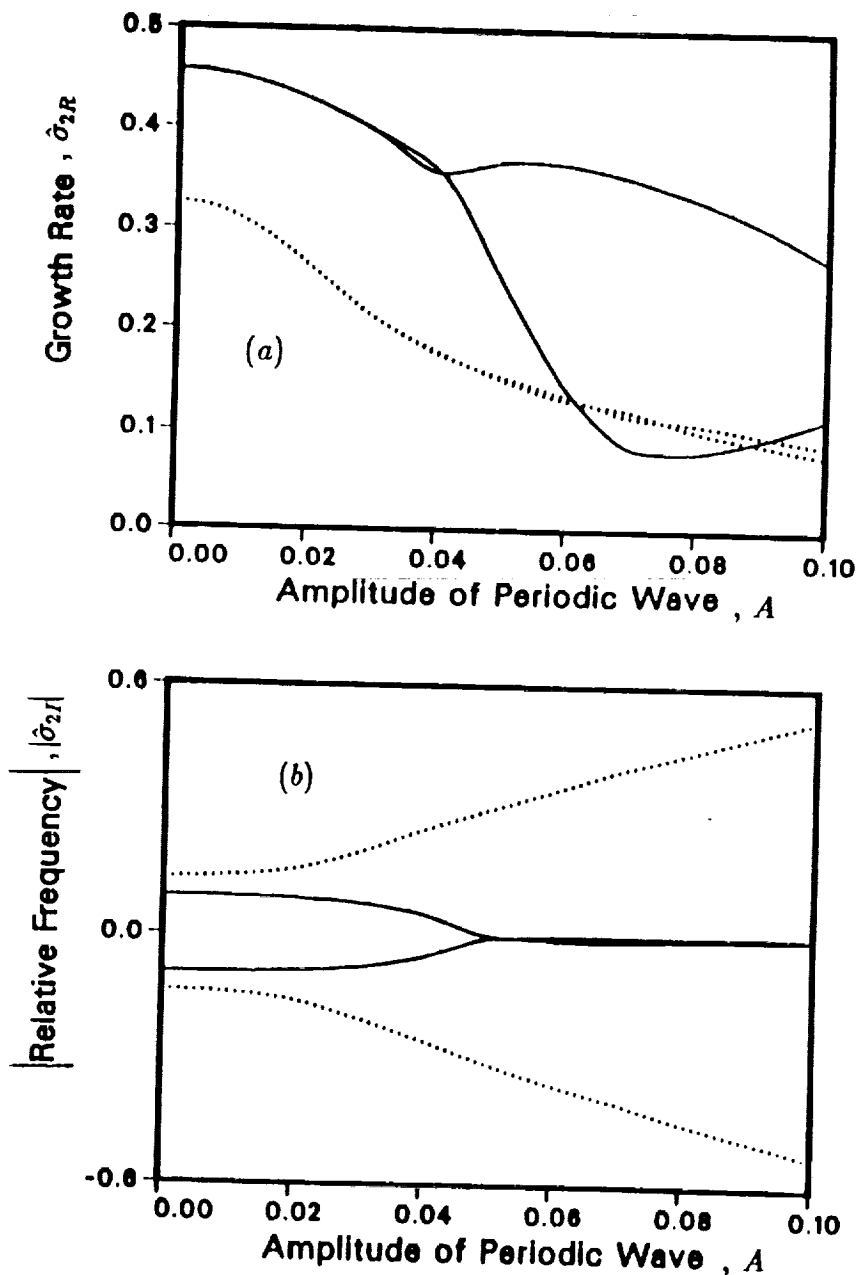 0.5
0.4
0.3
0.2
0.1
0.0
Growth Rate , σ̂₂R
(a)
0.00 0.02 0.04 0.06 0.08 0.10
Amplitude of Periodic Wave , A
0.6
0.0
-0.6
|Relative Frequency| , |σ̂₂I|
(b)
0.00 0.02 0.04 0.06 0.08 0.10
Amplitude of Periodic Wave , A